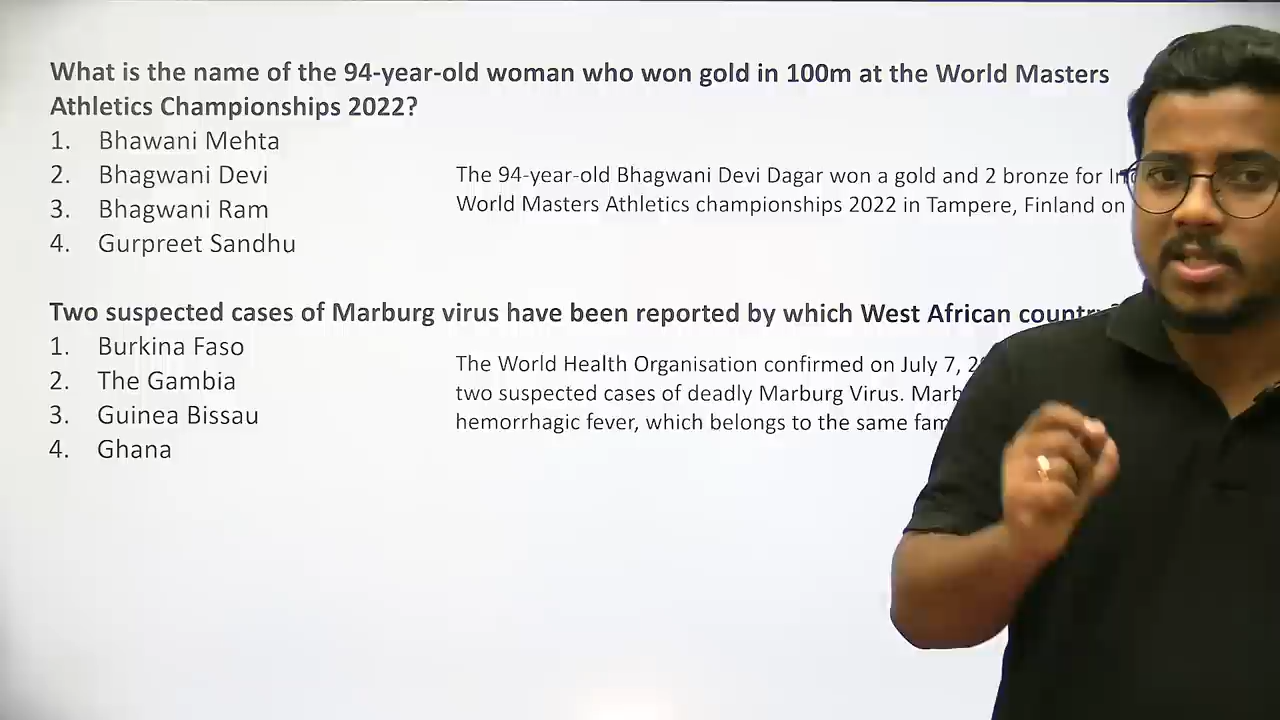 What is the name of the 94-year-old woman who won gold in 100m at the World Masters
Athletics Championships 2022?
1. Bhawani Mehta
2. Bhagwani Devi
3. Bhagwani Ram
4. Gurpreet Sandhu
The 94-year-old Bhagwani Devi Dagar won a gold and 2 bronze for
World Masters Athletics championships 2022 in Tampere, Finland on
Two suspected cases of Marburg virus have been reported by which West African country?
1. Burkina Faso
2. The Gambia
3. Guinea Bissau
4. Ghana
The World Health Organisation confirmed on July 7,
two suspected cases of deadly Marburg Virus.
hemorrhagic fever, which belongs to the same